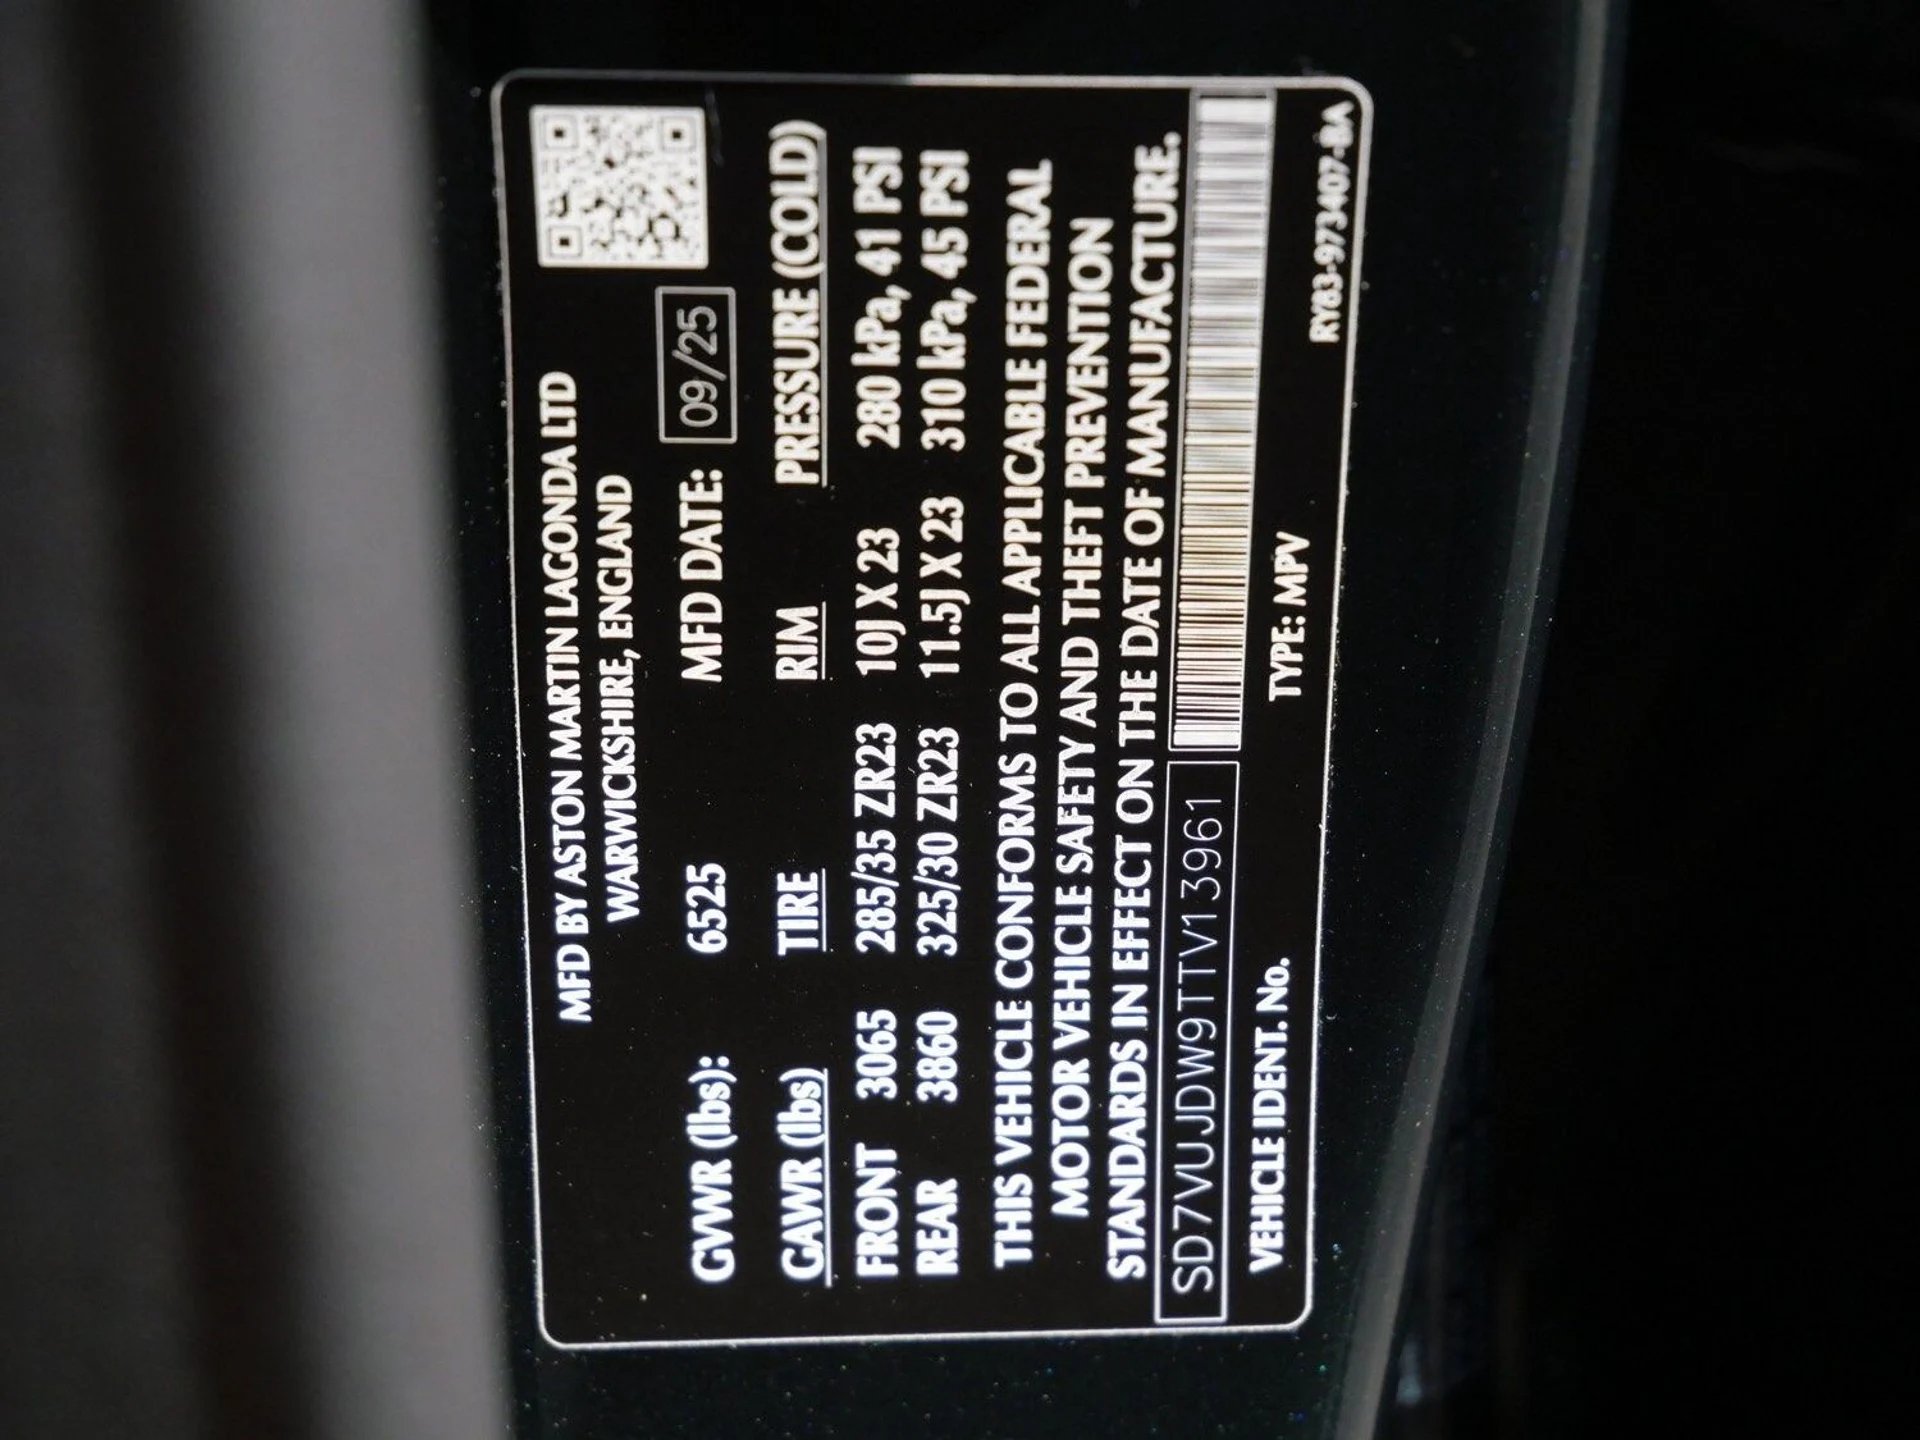 MFD BY ASTON MARTIN LAGONDA LTD
WARWICKSHIRE, ENGLAND
GVWR (lbs): 6525 MFD DATE: 09/25
GAWR (lbs) TIRE RIM PRESSURE (COLD)
FRONT 3065 285/35 ZR23 10J X 23 280 kPa, 41 PSI
REAR 3860 325/30 ZR23 11.5J X 23 310 kPa, 45 PSI
THIS VEHICLE CONFORMS TO ALL APPLICABLE FEDERAL
MOTOR VEHICLE SAFETY AND THEFT PREVENTION
STANDARDS IN EFFECT ON THE DATE OF MANUFACTURE.
SD7VUJDW9TTV13961
VEHICLE IDENT. No. TYPE: MPV
RY83-973407-BA